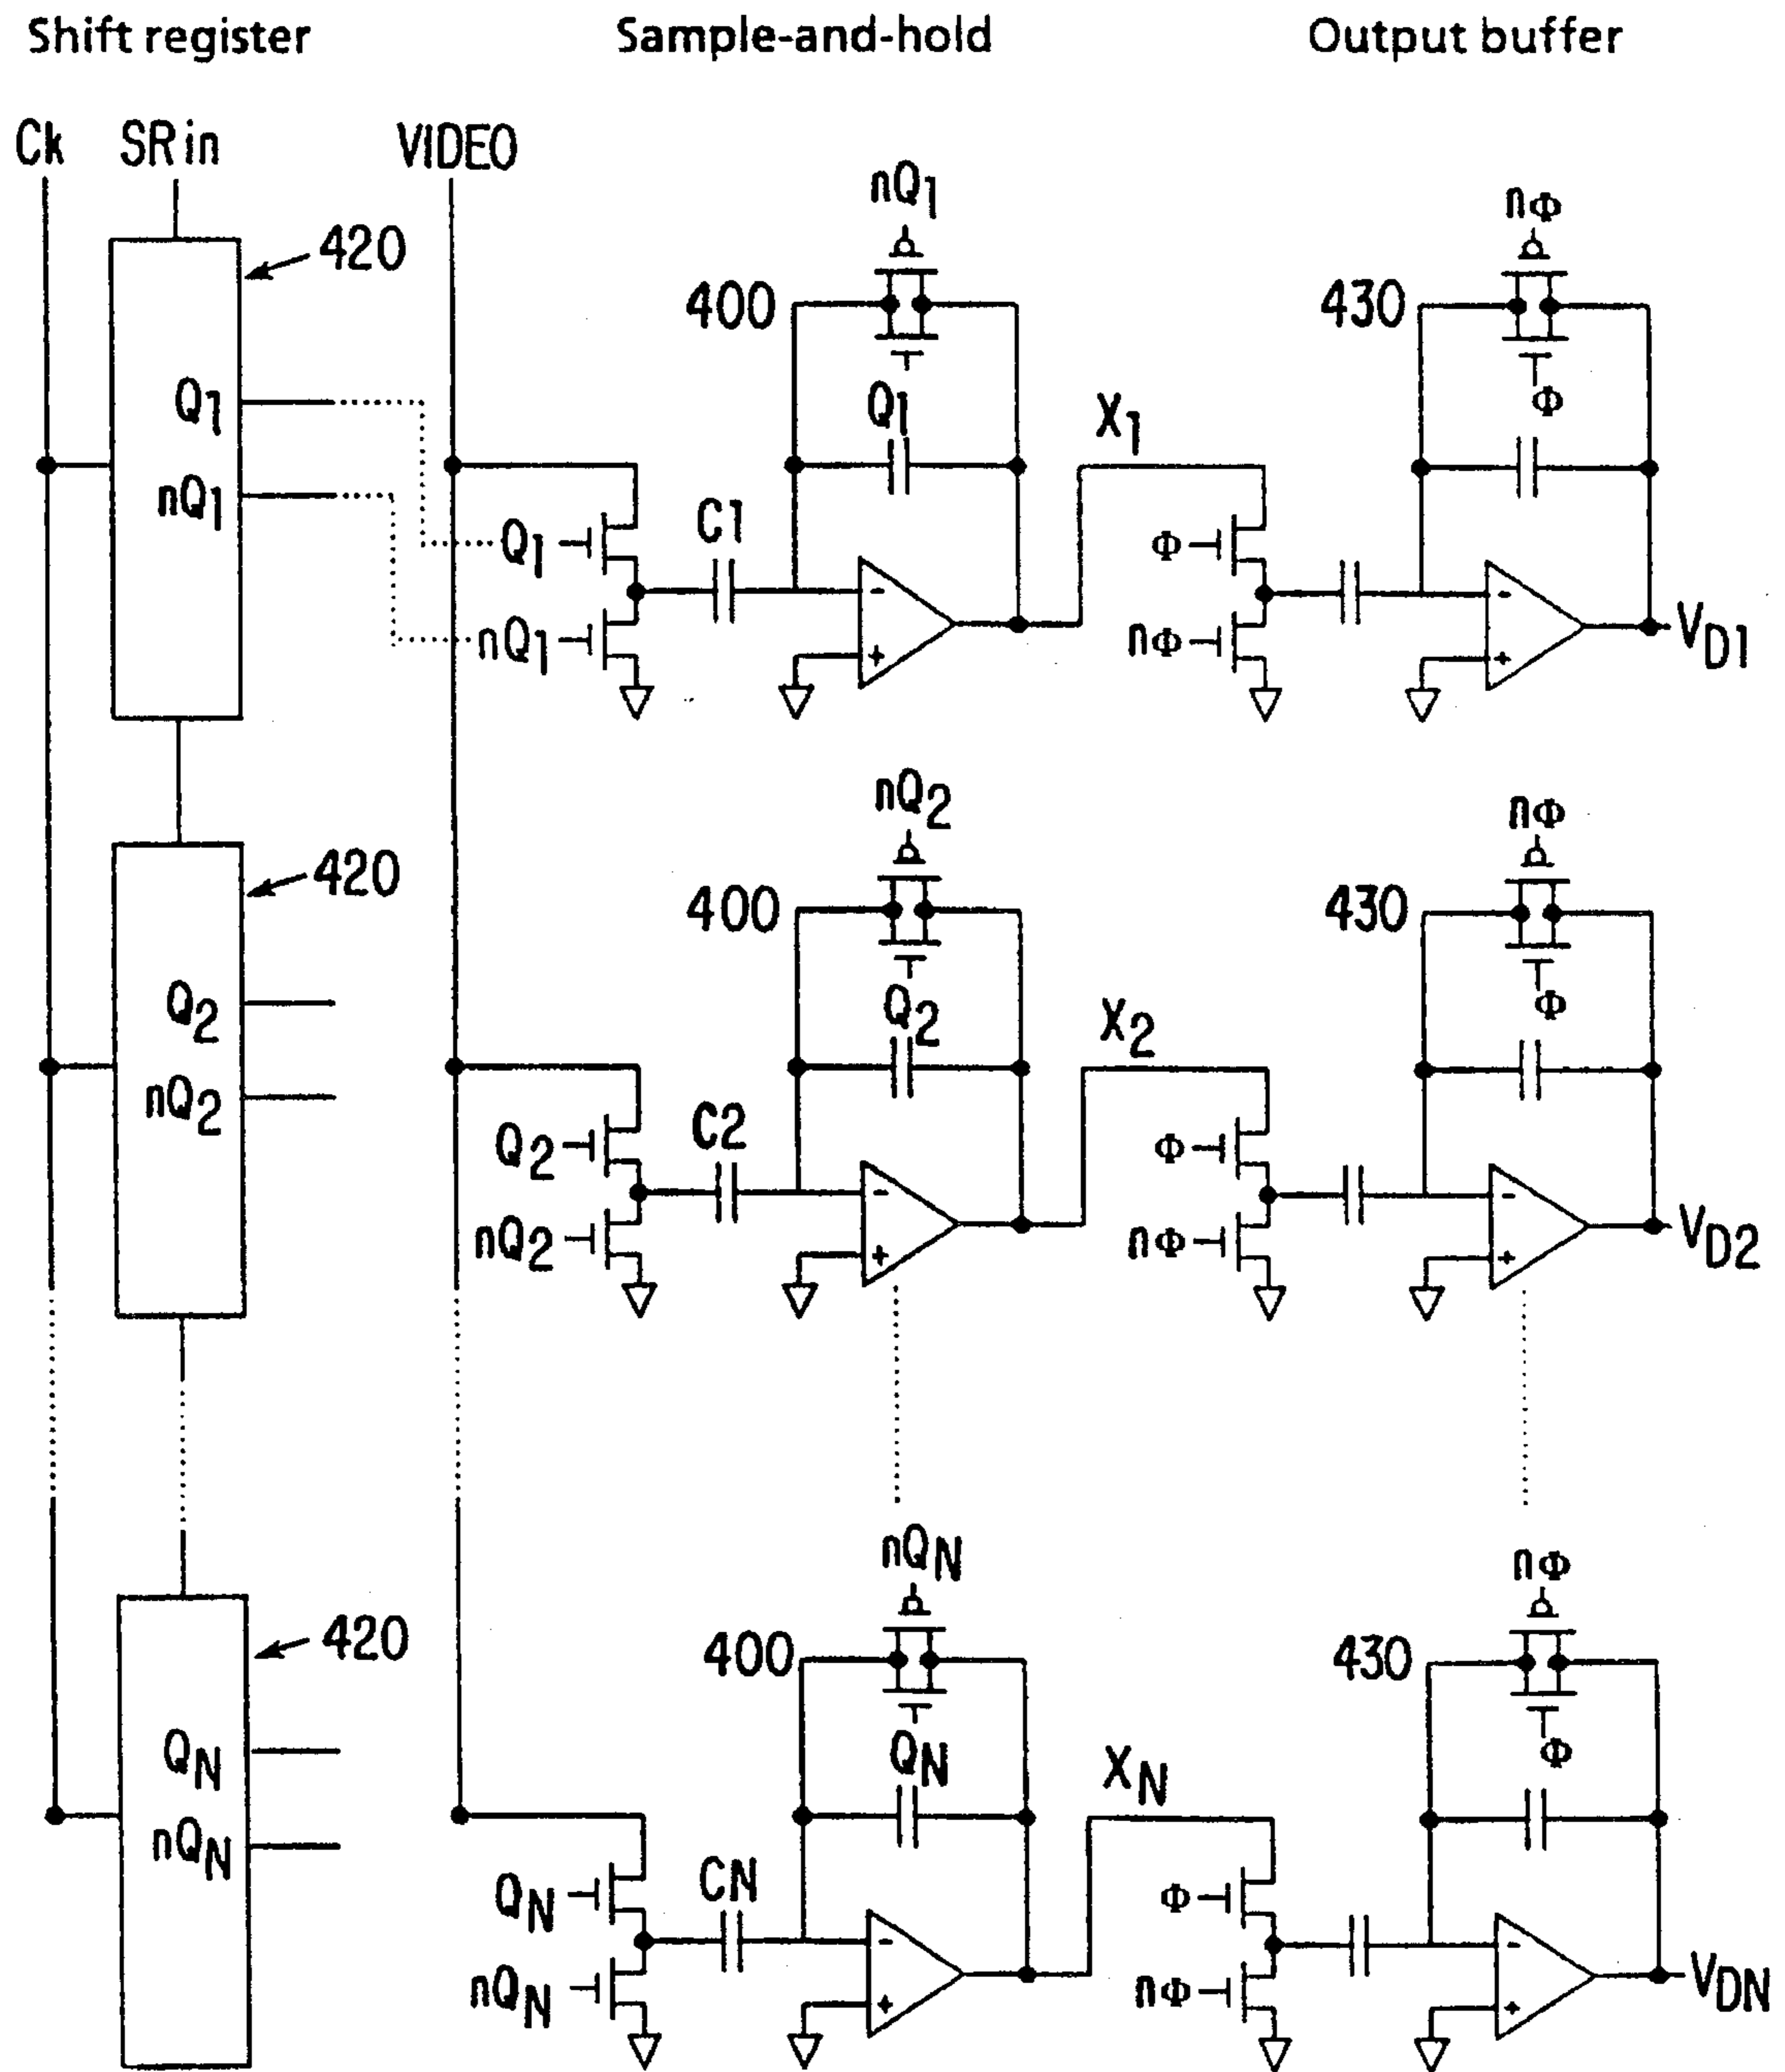 Shift register Sample-and-hold Output buffer
Ck SRin VIDEO
nQ1 nΦ
420
400 430
Q1 Q1 X1 Φ
nQ1 C1
Q1 Φ
nQ1 nΦ VD1
- -
+ +
nQ2 nΦ
420
400 430
Q2 Q2 X2 Φ
nQ2 C2
Q2 Φ
nQ2 nΦ VD2
- -
+ +
nQN nΦ
420
400 430
QN QN XN Φ
nQN CN
QN Φ
nQN nΦ VDN
- -
+ +